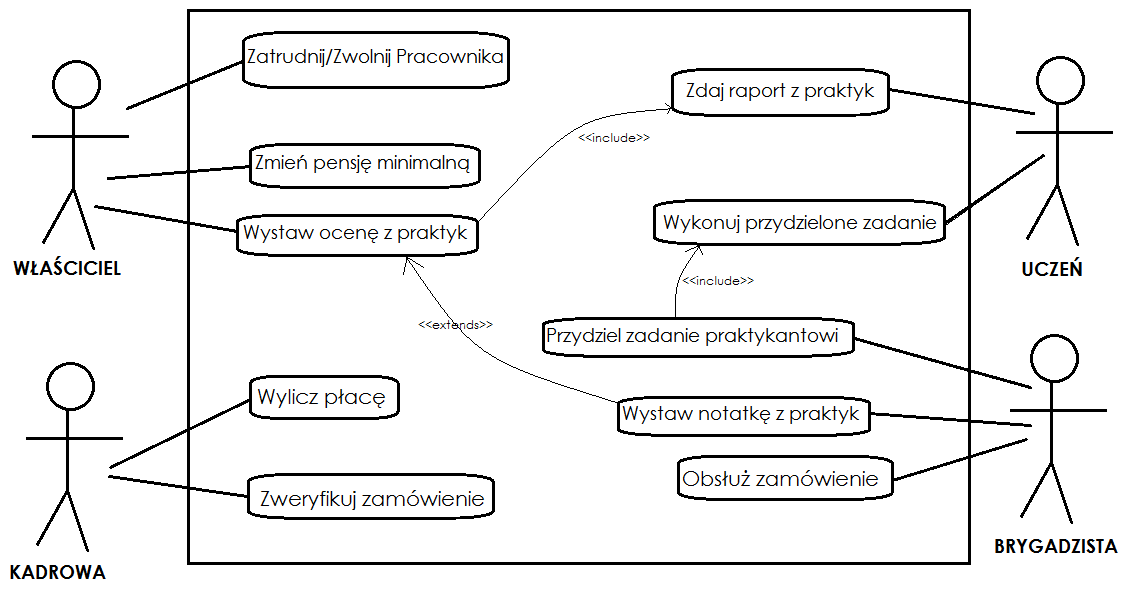 Zatrudnij/Zwolnij Pracownika
Zdaj raport z praktyk
<<include>>
Zmień pensję minimalną
Wystaw ocenę z praktyk
Wykonuj przydzielone zadanie
WŁAŚCICIEL
UCZEŃ
<<include>>
<<extends>>
Przydziel zadanie praktykantowi
Wylicz płacę
Wystaw notatkę z praktyk
Obsłuż zamówienie
Zweryfikuj zamówienie
BRYGADZISTA
KADROWA